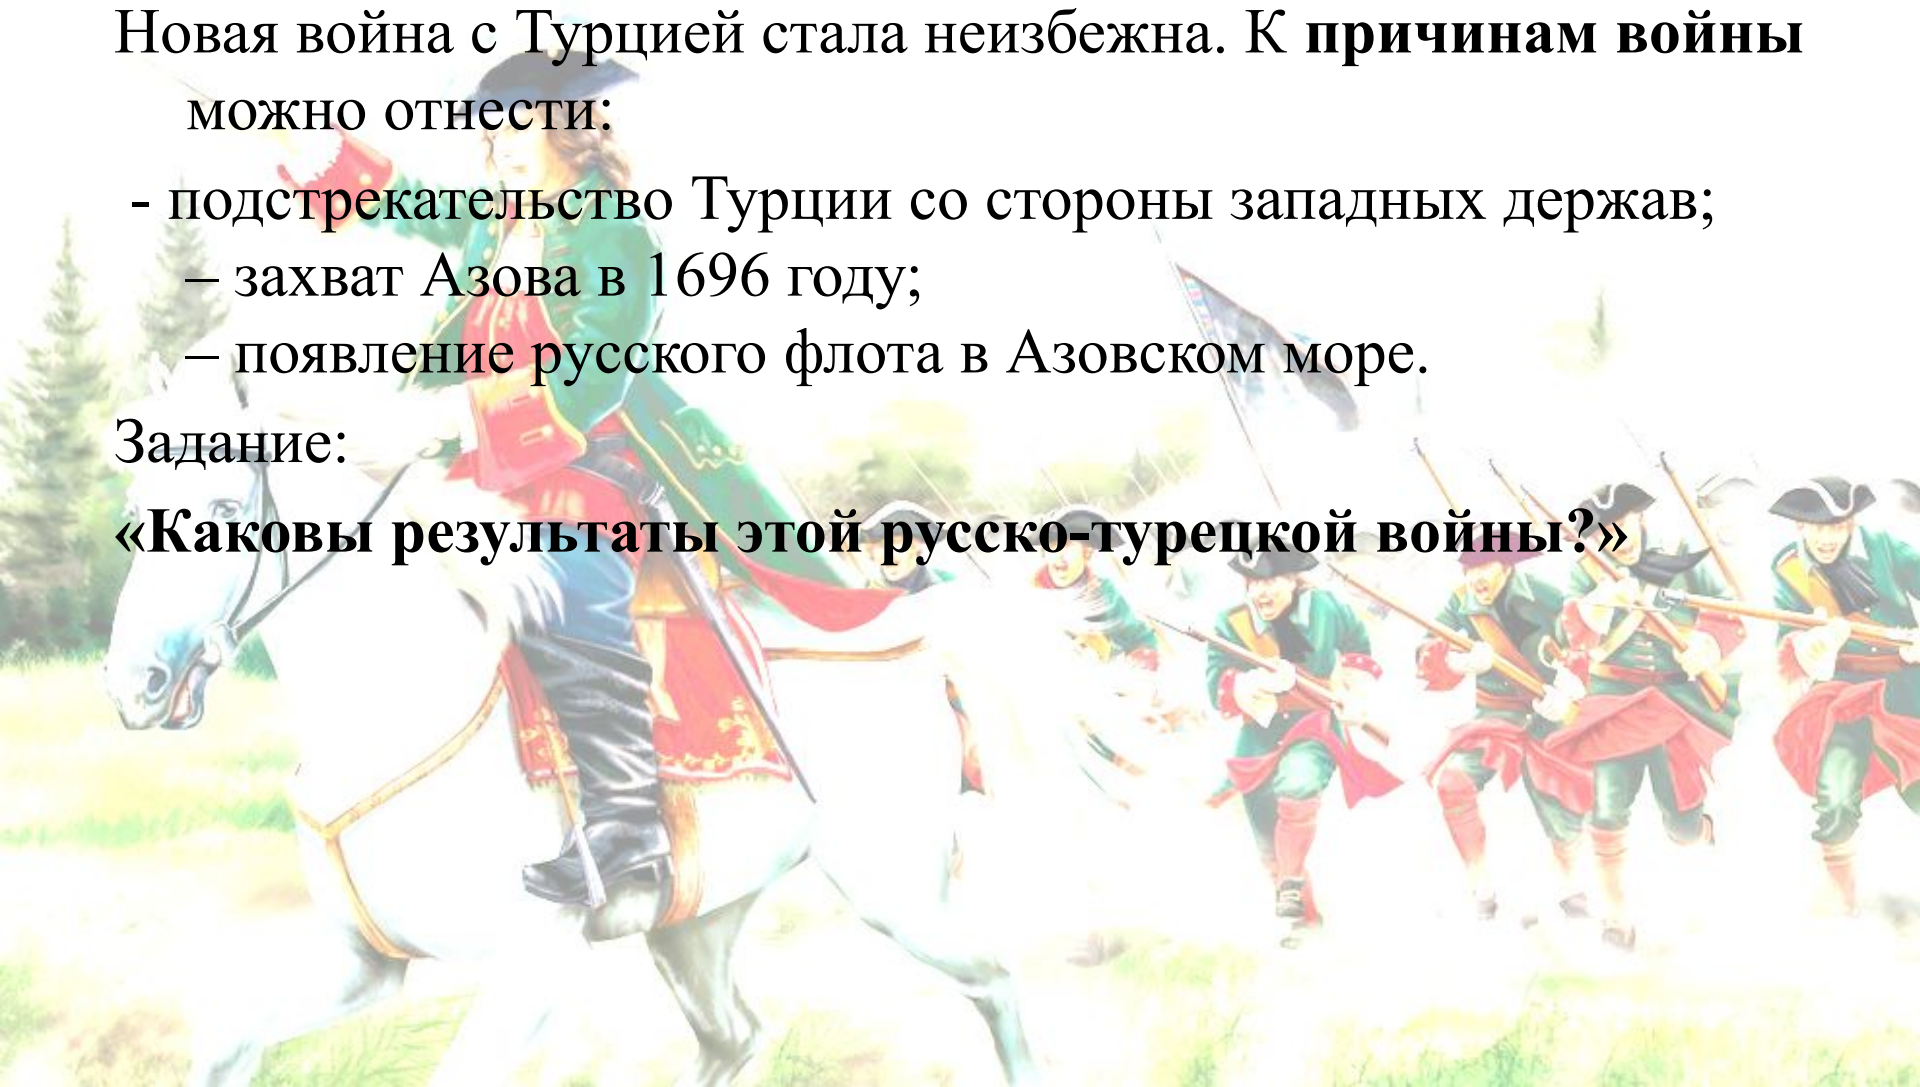 Новая война с Турцией стала неизбежна. К причинам войны
можно отнести:
- подстрекательство Турции со стороны западных держав;
– захват Азова в 1696 году;
– появление русского флота в Азовском море.
Задание:
«Каковы результаты этой русско-турецкой войны?»